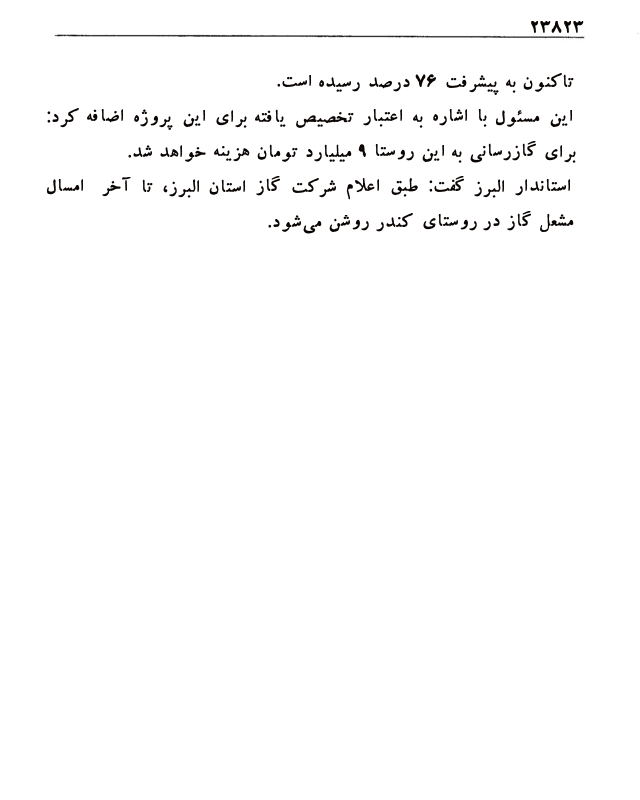 ۲۳۸۲۳
تاکنون به پیشرفت ۷۶ درصد رسیده است.
این مسئول با اشاره به اعتبار تخصیص یافته برای این پروژه اضافه کرد:
برای گازرسانی به این روستا ۹ میلیارد تومان هزینه خواهد شد.
استاندار البرز گفت: طبق اعلام شرکت گاز استان البرز، تا آخر امسال
مشعل گاز در روستای کندر روشن می‌شود.